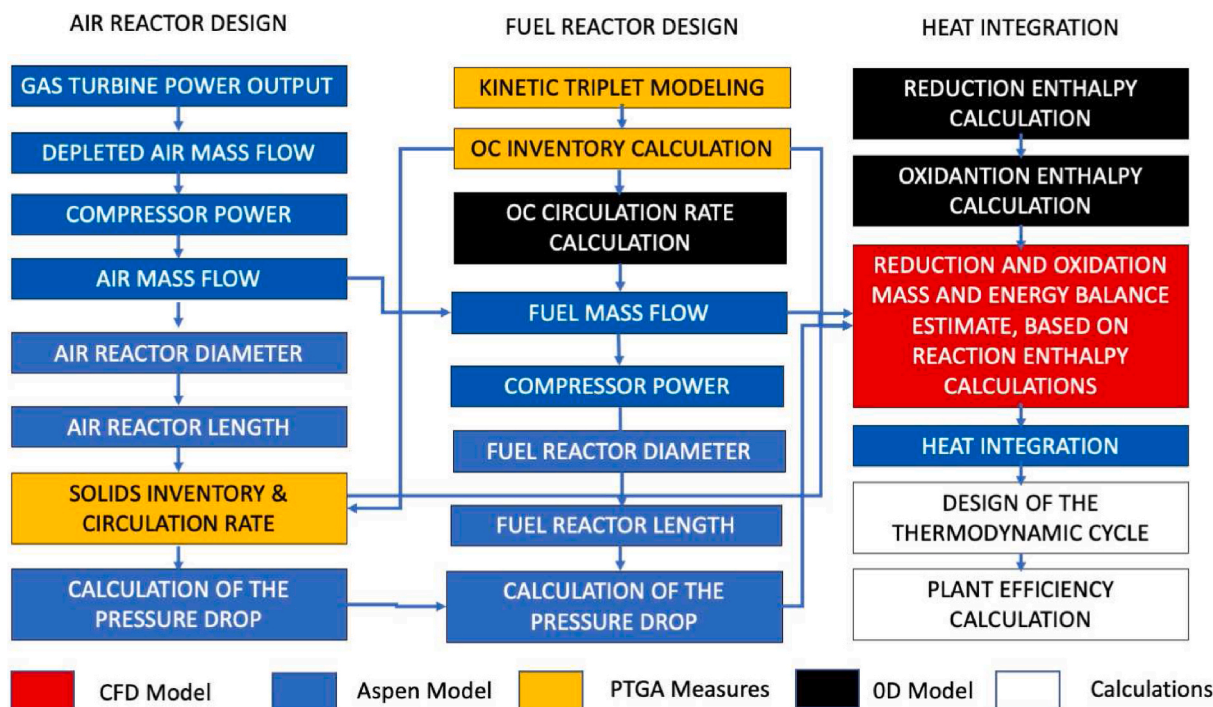 AIR REACTOR DESIGN
GAS TURBINE POWER OUTPUT
DEPLETED AIR MASS FLOW
COMPRESSOR POWER
AIR MASS FLOW
AIR REACTOR DIAMETER
AIR REACTOR LENGTH
SOLIDS INVENTORY &
CIRCULATION RATE
CALCULATION OF THE
PRESSURE DROP
FUEL REACTOR DESIGN
KINETIC TRIPLET MODELING
OC INVENTORY CALCULATION
OC CIRCULATION RATE
CALCULATION
FUEL MASS FLOW
COMPRESSOR POWER
FUEL REACTOR DIAMETER
FUEL REACTOR LENGTH
CALCULATION OF THE
PRESSURE DROP
HEAT INTEGRATION
REDUCTION ENTHALPY
CALCULATION
OXIDANTION ENTHALPY
CALCULATION
REDUCTION AND OXIDATION
MASS AND ENERGY BALANCE
ESTIMATE, BASED ON
REACTION ENTHALPY
CALCULATIONS
HEAT INTEGRATION
DESIGN OF THE
THERMODYNAMIC CYCLE
PLANT EFFICIENCY
CALCULATION
CFD Model
Aspen Model
PTGA Measures
0D Model
Calculations